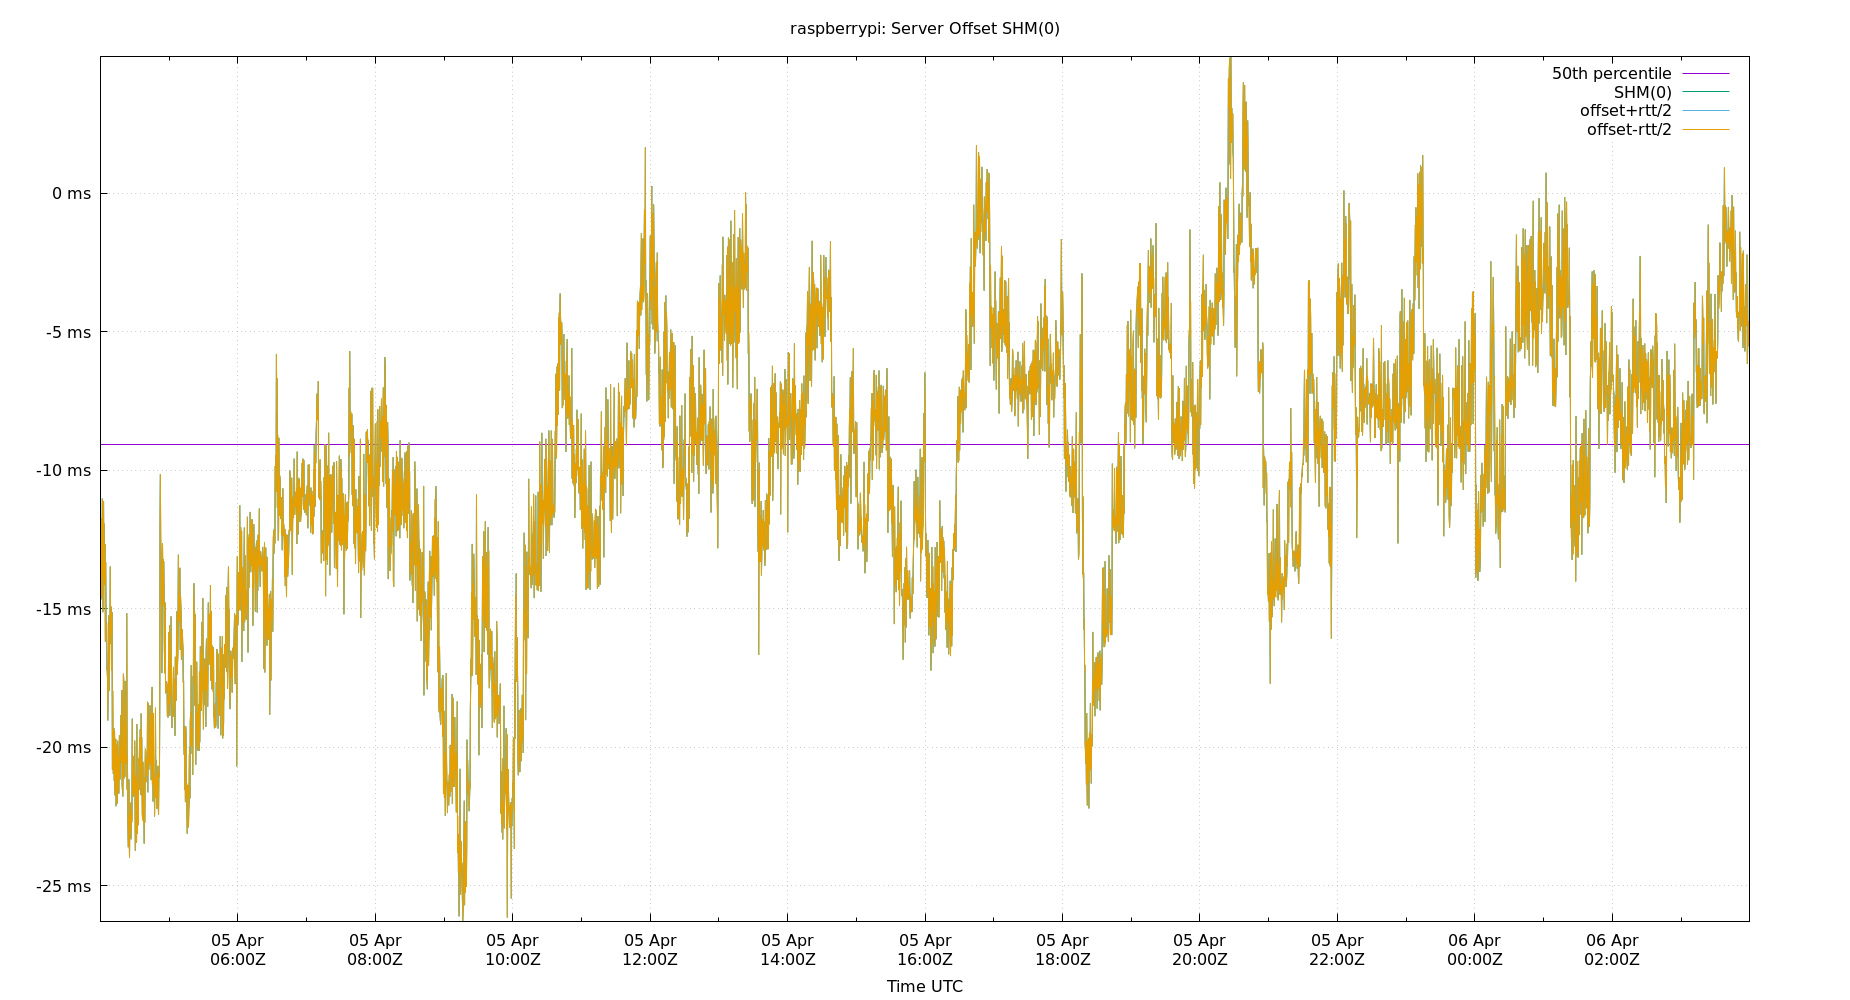 raspberrypi: Server Offset SHM(0)
50th percentile
SHM(0)
offset+rtt/2
offset-rtt/2
0 ms
-5 ms
-10 ms
-15 ms
-20 ms
-25 ms
05 Apr 05 Apr 05 Apr 05 Apr 05 Apr 05 Apr 05 Apr 05 Apr 05 Apr 06 Apr 06 Apr
06:00Z 08:00Z 10:00Z 12:00Z 14:00Z 16:00Z 18:00Z 20:00Z 22:00Z 00:00Z 02:00Z
Time UTC